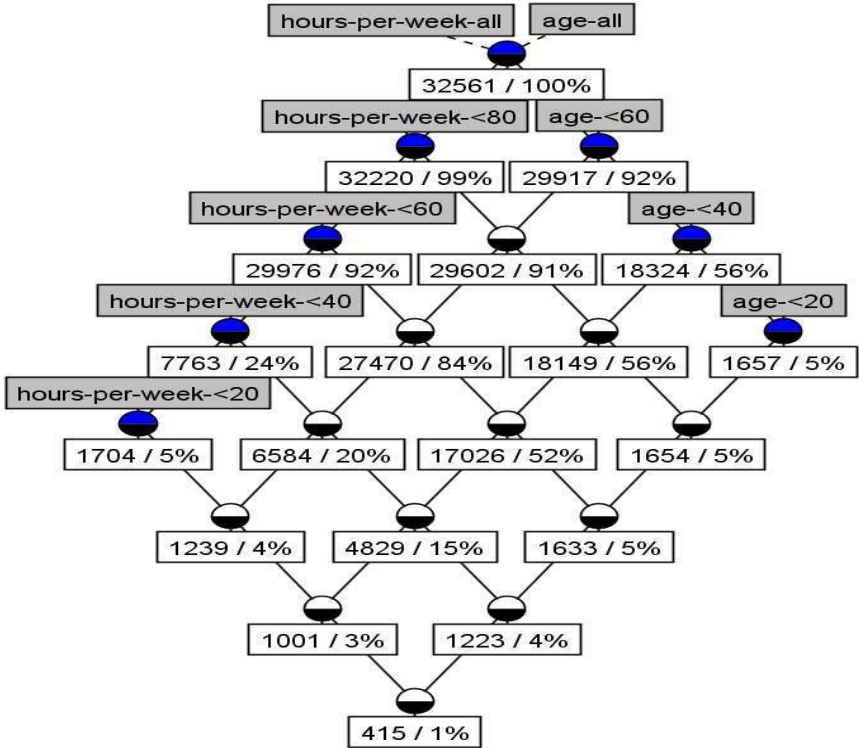 hours-per-week-all
age-all
32561 / 100%
hours-per-week-<80
age-<60
32220 / 99%
29917 / 92%
hours-per-week-<60
age-<40
29976 / 92%
29602 / 91%
18324 / 56%
hours-per-week-<40
age-<20
7763 / 24%
27470 / 84%
18149 / 56%
1657 / 5%
hours-per-week-<20
1704 / 5%
6584 / 20%
17026 / 52%
1654 / 5%
1239 / 4%
4829 / 15%
1633 / 5%
1001 / 3%
1223 / 4%
415 / 1%